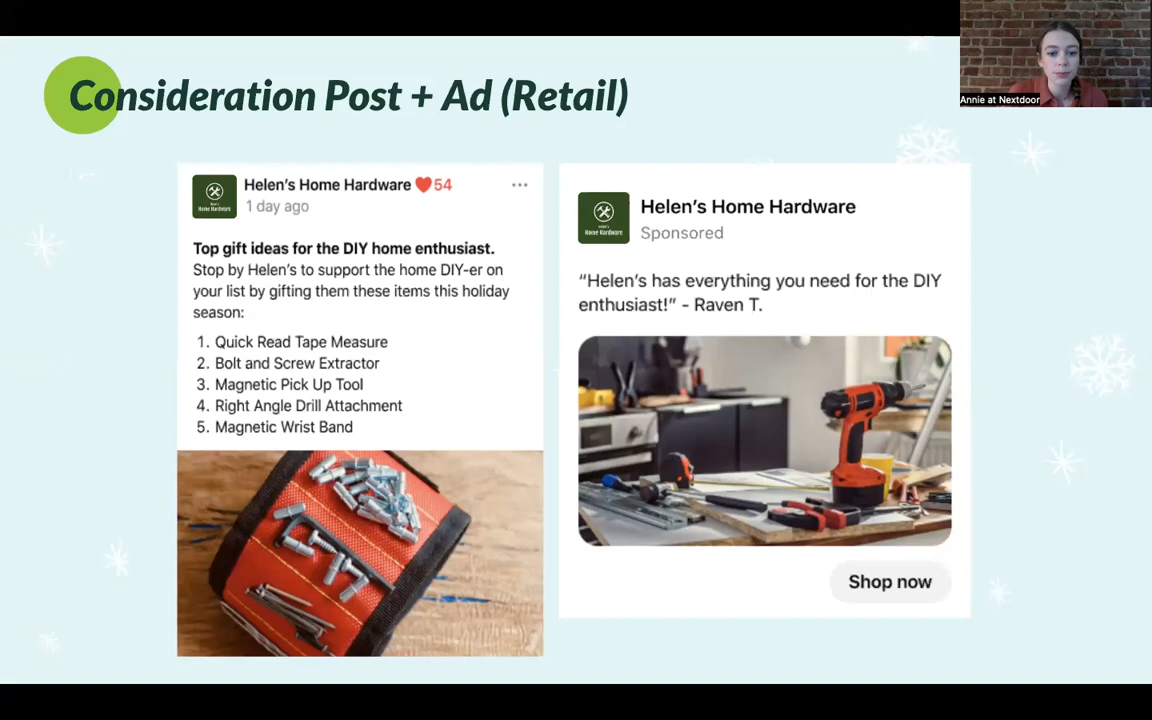 Consideration Post + Ad (Retail)
Annie at Nextdoor
Helen's Home Hardware ❤️54
1 day ago
Top gift ideas for the DIY home enthusiast.
Stop by Helen's to support the home DIY-er on
your list by gifting them these items this holiday
season:
1. Quick Read Tape Measure
2. Bolt and Screw Extractor
3. Magnetic Pick Up Tool
4. Right Angle Drill Attachment
5. Magnetic Wrist Band
Helen's Home Hardware
Sponsored
“Helen's has everything you need for the DIY
enthusiast!” - Raven T.
Shop now